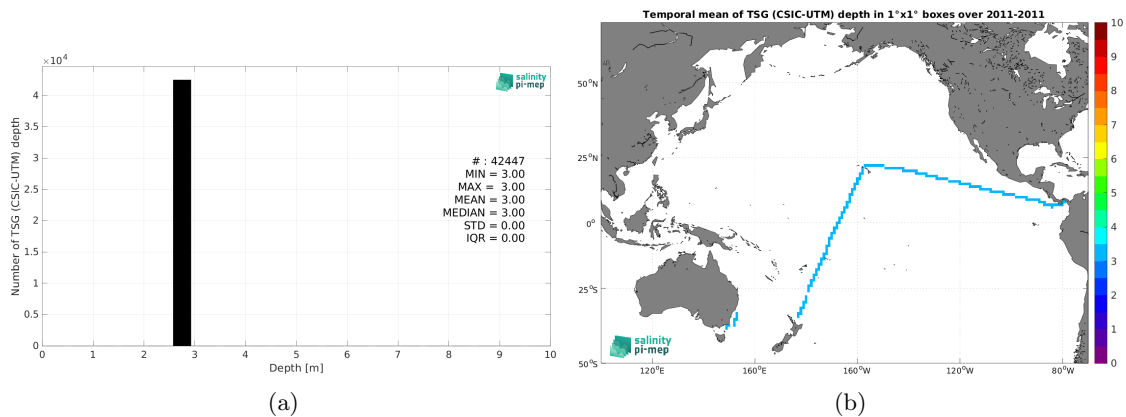 ×10⁴
4
3.5
3
2.5
2
1.5
1
0.5
0
Number of TSG (CSIC-UTM) depth
0 1 2 3 4 5 6 7 8 9 10
Depth [m]
salinity
pi-mep
# : 42447
MIN = 3.00
MAX = 3.00
MEAN = 3.00
MEDIAN = 3.00
STD = 0.00
IQR = 0.00
(a)
Temporal mean of TSG (CSIC-UTM) depth in 1°x1° boxes over 2011-2011
50°N
25°N
0°
25°S
50°S
120°E 160°E 160°W 120°W 80°W
salinity
pi-mep
10
9
8
7
6
5
4
3
2
1
0
(b)